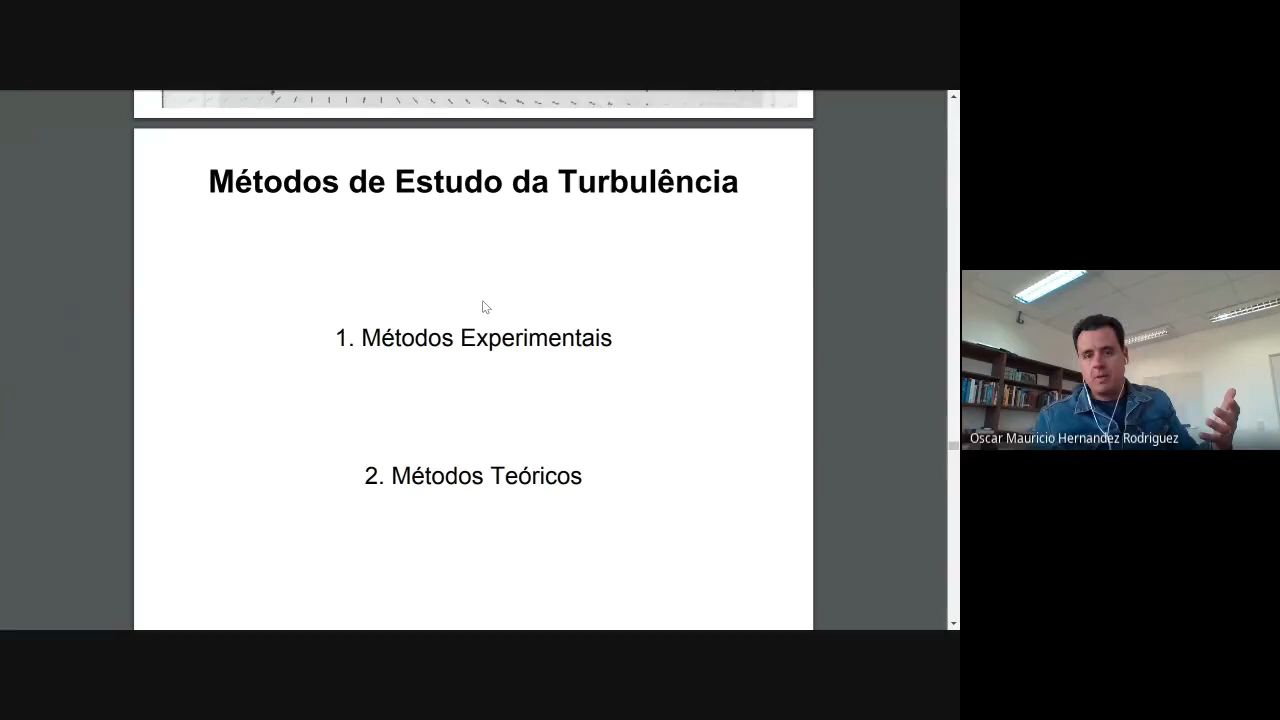 Métodos de Estudo da Turbulência
1. Métodos Experimentais
2. Métodos Teóricos
Oscar Mauricio Hernandez Rodriguez